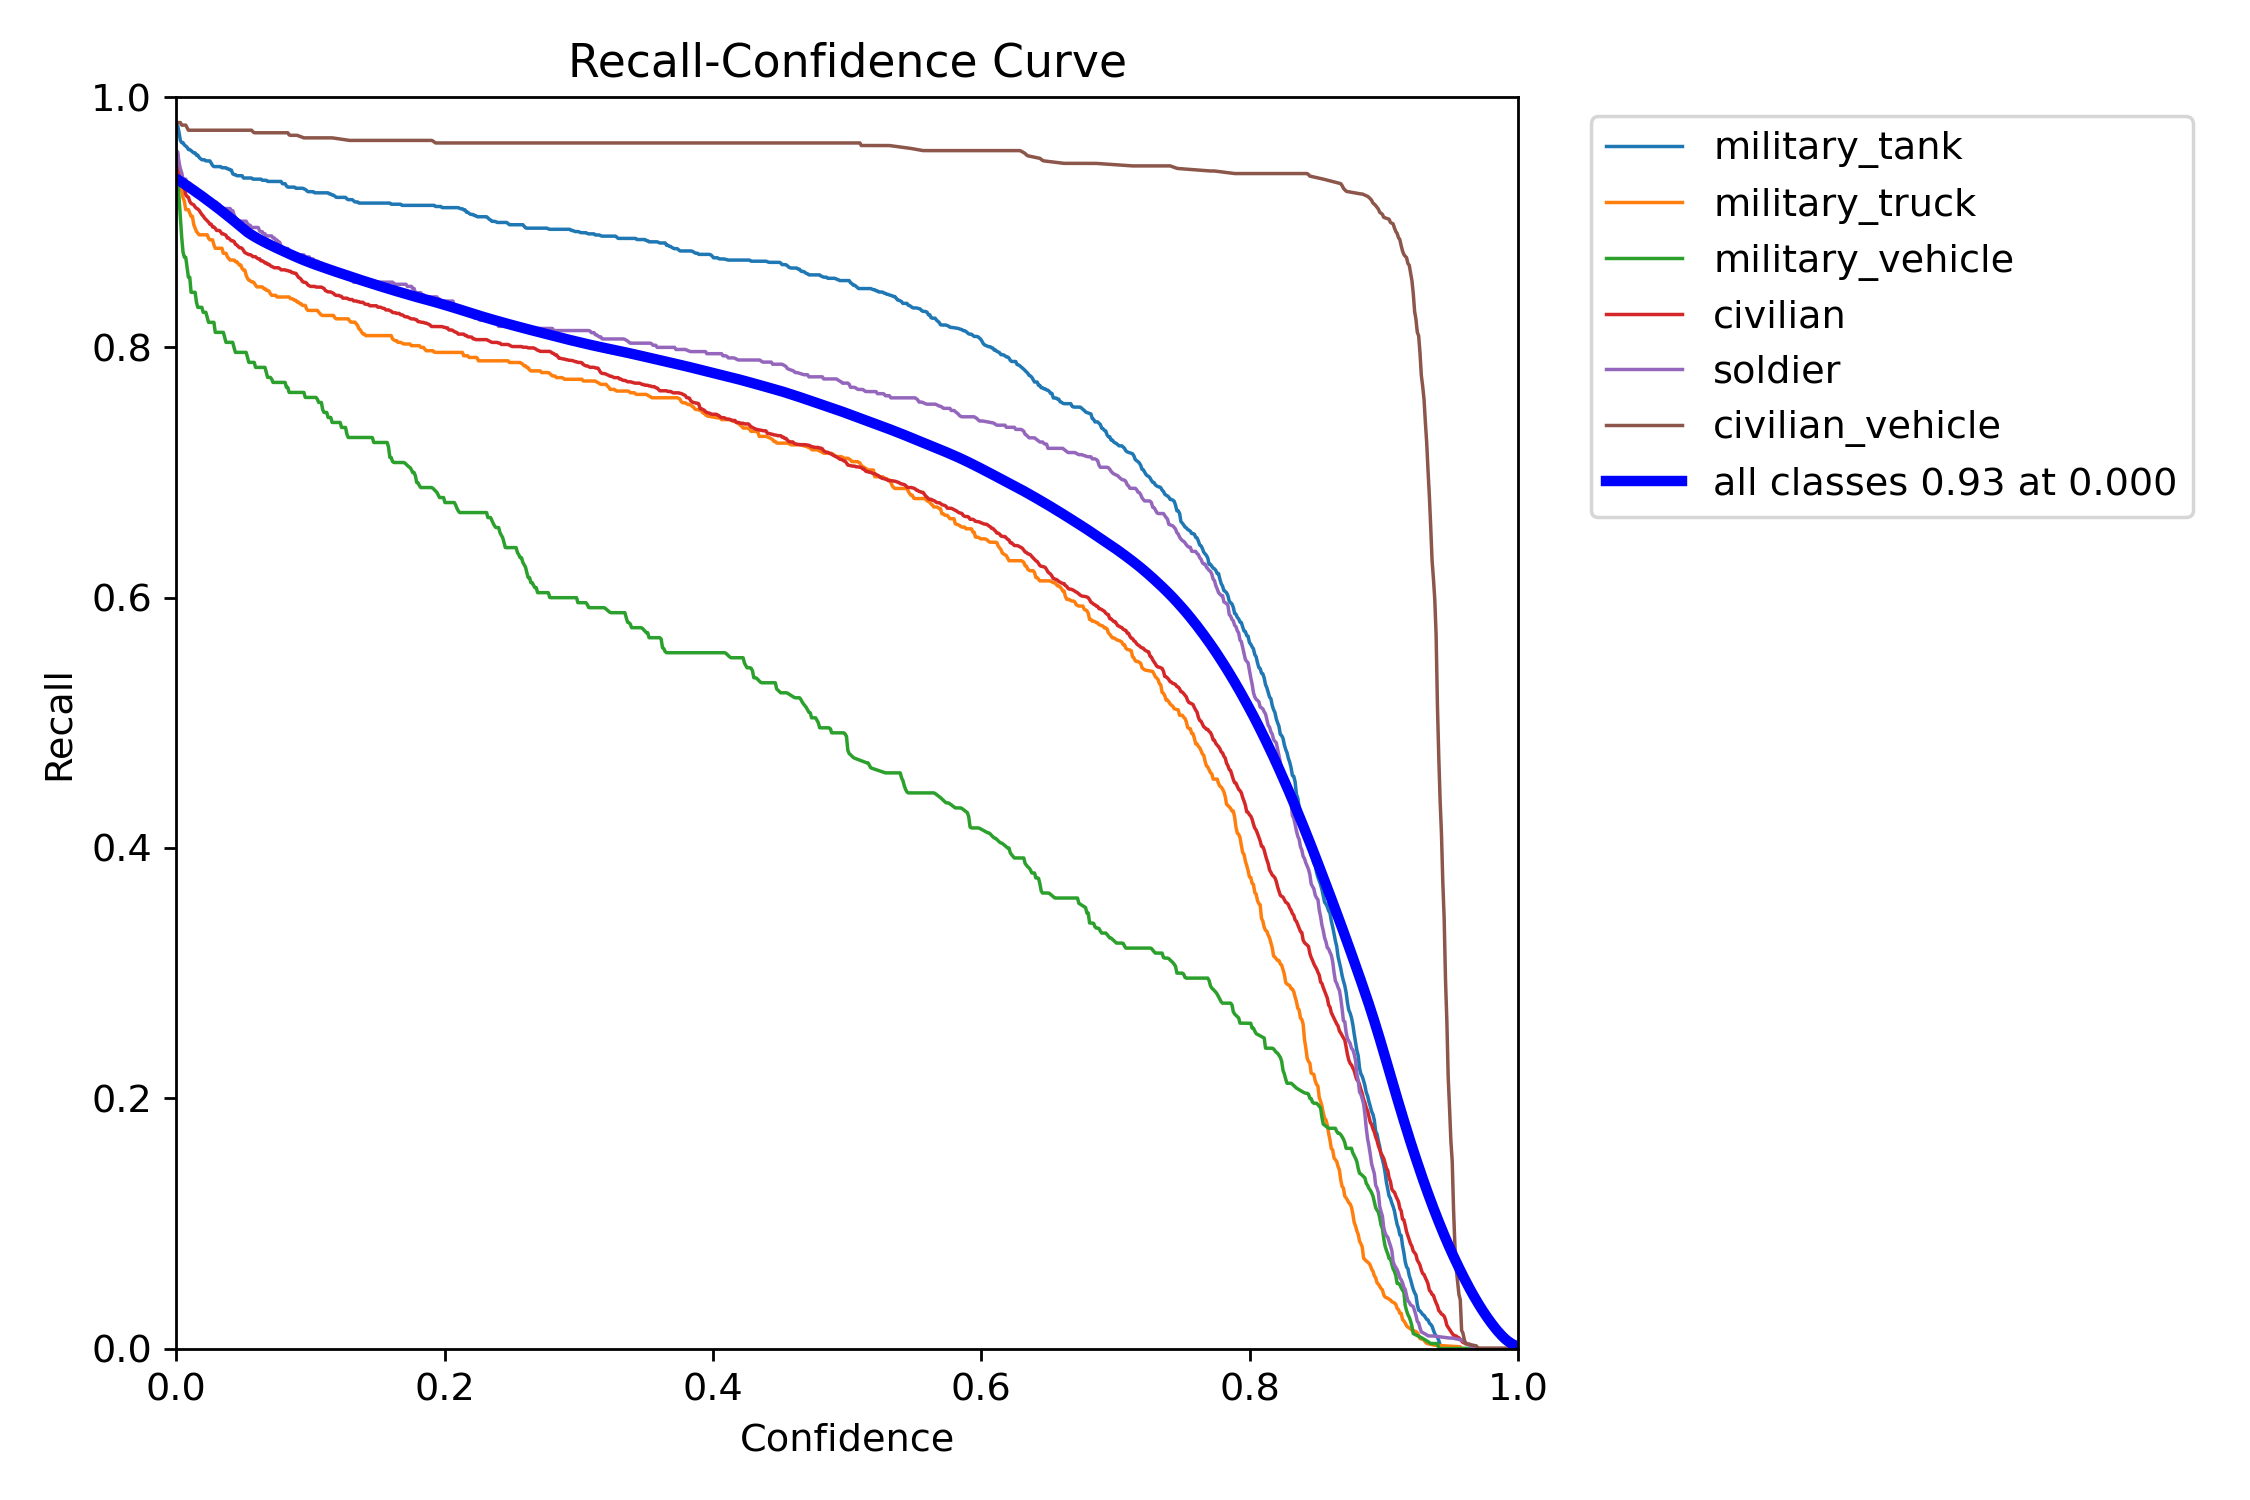 Recall-Confidence Curve
1.0
0.8
0.6
0.4
0.2
0.0
Recall
0.0 0.2 0.4 0.6 0.8 1.0
Confidence
military_tank
military_truck
military_vehicle
civilian
soldier
civilian_vehicle
all classes 0.93 at 0.000